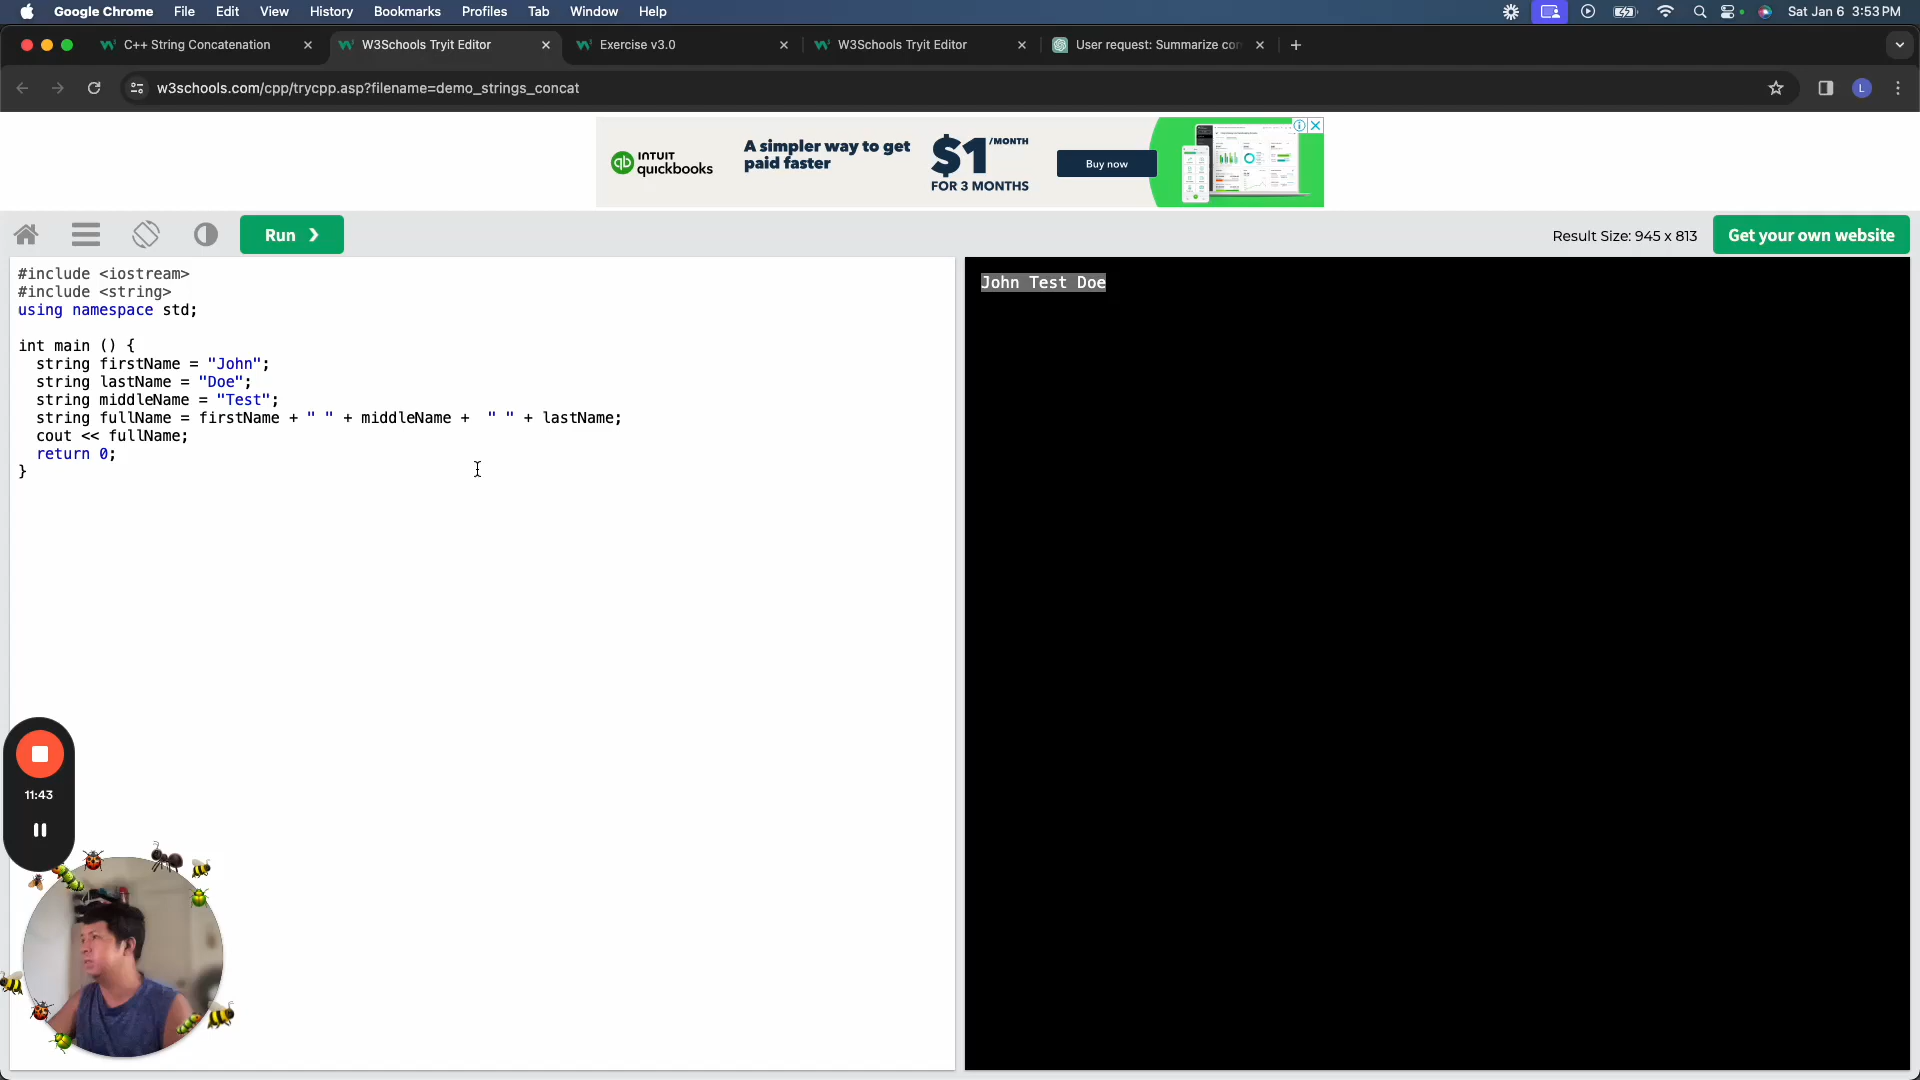 Google Chrome File Edit View History Bookmarks Profiles Tab Window Help
Sat Jan 6 3:53 PM
C++ String Concatenation
W3Schools Tryit Editor
Exercise v3.0
W3Schools Tryit Editor
User request: Summarize co
w3schools.com/cpp/trycpp.asp?filename=demo_strings_concat
L
INTUIT
quickbooks
A simpler way to get
paid faster
$1 /MONTH
FOR 3 MONTHS
Buy now
Run ❯
Result Size: 945 x 813
Get your own website
#include <iostream>
#include <string>
using namespace std;
int main () {
  string firstName = "John";
  string lastName = "Doe";
  string middleName = "Test";
  string fullName = firstName + " " + middleName +  " " + lastName;
  cout << fullName;
  return 0;
}
John Test Doe
11:43